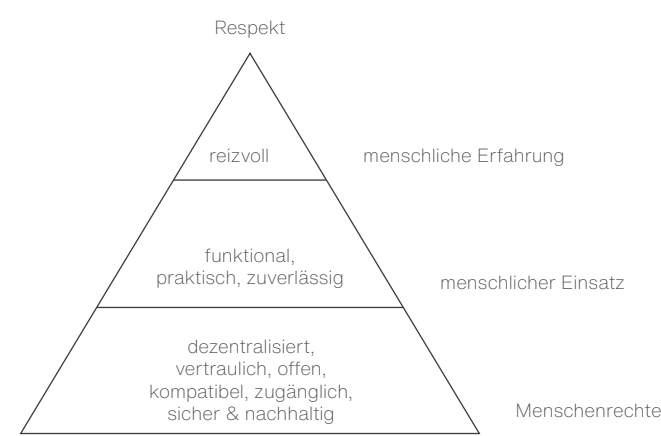 Respekt
reizvoll
menschliche Erfahrung
funktional,
praktisch, zuverlässig
menschlicher Einsatz
dezentralisiert,
vertraulich, offen,
kompatibel, zugänglich,
sicher & nachhaltig
Menschenrechte